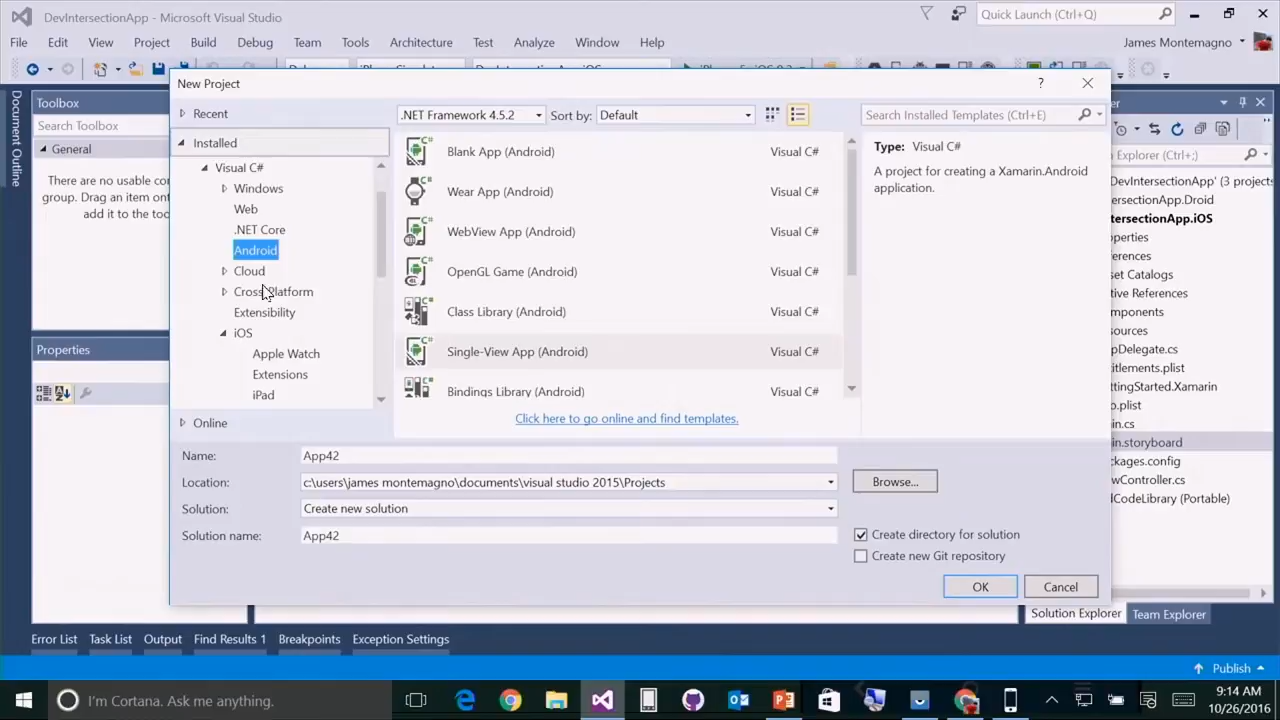 DevIntersectionApp - Microsoft Visual Studio
Quick Launch (Ctrl+Q)
File Edit View Project Build Debug Team Tools Architecture Test Analyze Window Help
James Montemagno
New Project
?
Document Outline
Toolbox
Search Toolbox
General
There are no usable
group. Drag an item
add it to the
Properties
Recent
Installed
Visual C#
Windows
Web
.NET Core
Android
Cloud
Cross Platform
Extensibility
iOS
Apple Watch
Extensions
iPad
Online
.NET Framework 4.5.2
Sort by: Default
Search Installed Templates (Ctrl+E)
Blank App (Android) Visual C#
Wear App (Android) Visual C#
WebView App (Android) Visual C#
OpenGL Game (Android) Visual C#
Class Library (Android) Visual C#
Single-View App (Android) Visual C#
Bindings Library (Android) Visual C#
Click here to go online and find templates.
Type: Visual C#
A project for creating a Xamarin.Android
application.
Name: App42
Location: c:\users\james montemagno\documents\visual studio 2015\Projects
Browse...
Solution: Create new solution
Solution name: App42
Create directory for solution
Create new Git repository
OK Cancel
Explorer (Ctrl+;)
DevIntersectionApp' (3 projects
ersectionApp.Droid
tersectionApp.iOS
operties
erences
set Catalogs
tive References
sources
pDelegate.cs
titlements.plist
ttingStarted.Xamarin
o.plist
in.cs
in.storyboard
ckages.config
wController.cs
dCodeLibrary (Portable)
Solution Explorer Team Explorer
Error List Task List Output Find Results 1 Breakpoints Exception Settings
Publish
I'm Cortana. Ask me anything.
9:14 AM
10/26/2016